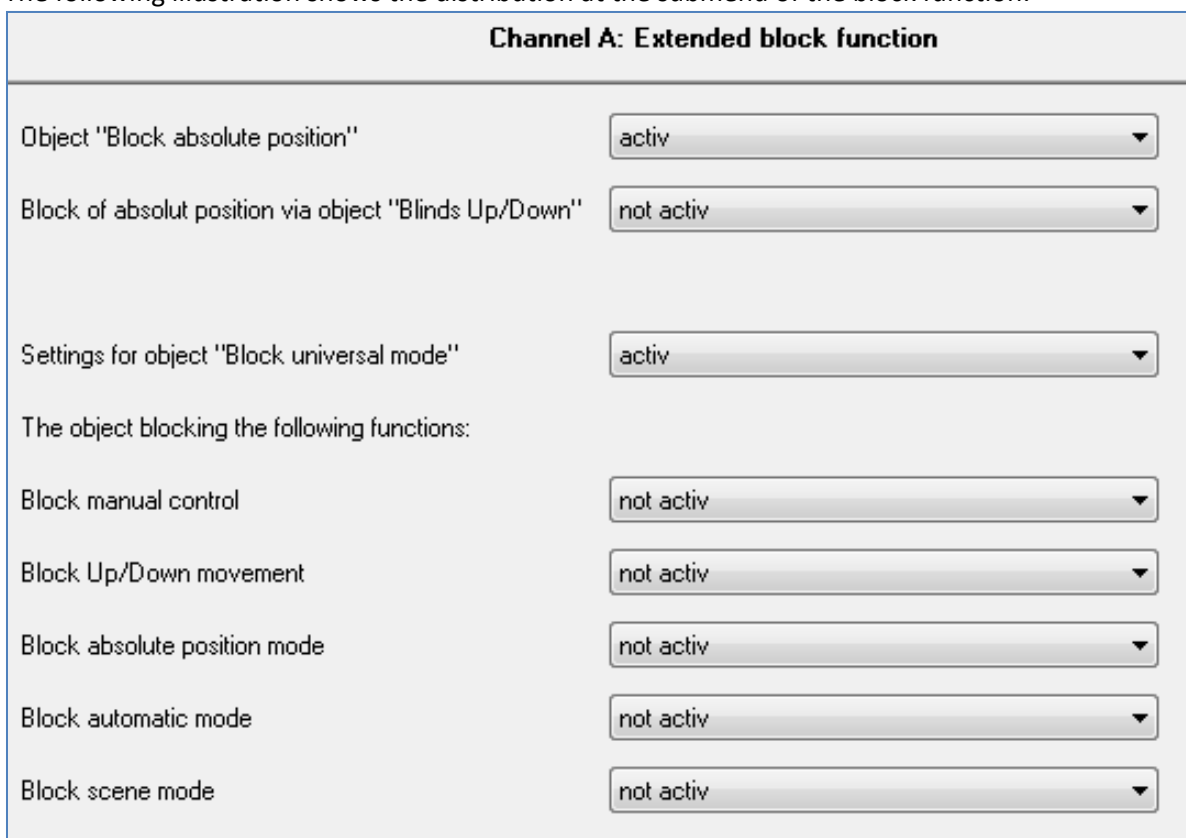 The following illustration shows the distribution at the submenu of the block function:
Channel A: Extended block function
Object "Block absolute position" activ
Block of absolut position via object "Blinds Up/Down" not activ
Settings for object "Block universal mode" activ
The object blocking the following functions:
Block manual control not activ
Block Up/Down movement not activ
Block absolute position mode not activ
Block automatic mode not activ
Block scene mode not activ